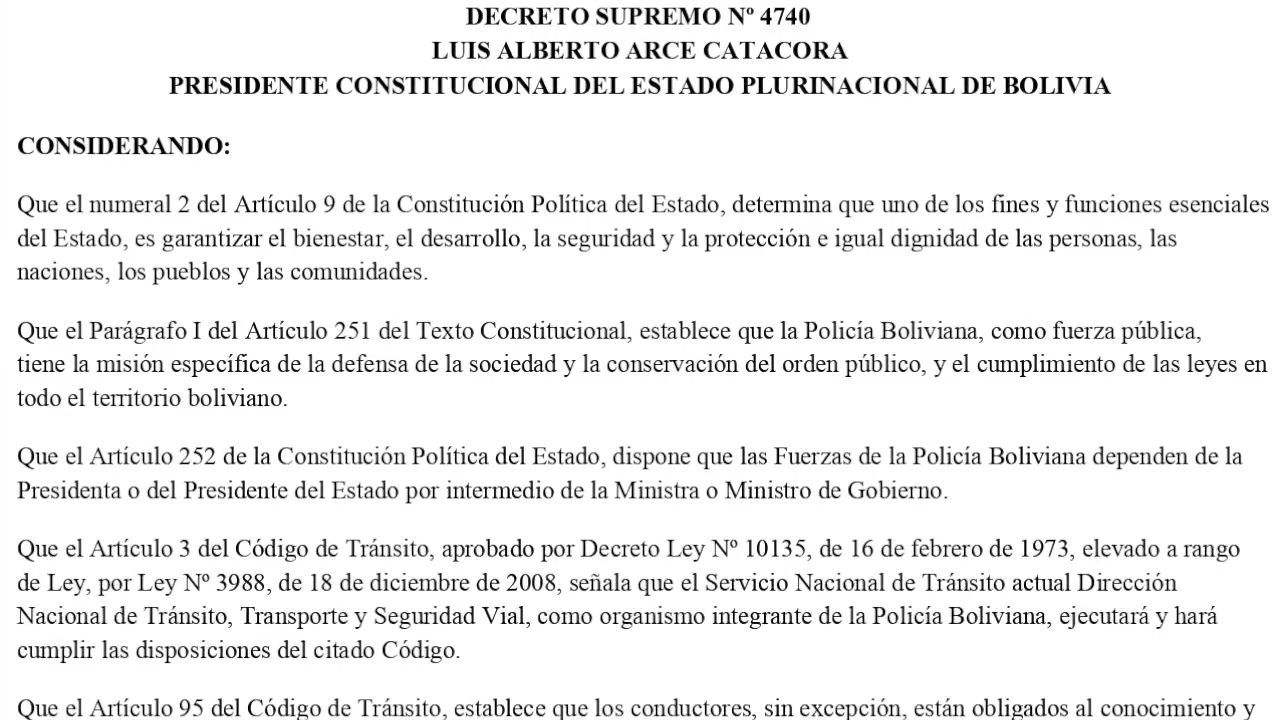 DECRETO SUPREMO Nº 4740
LUIS ALBERTO ARCE CATACORA
PRESIDENTE CONSTITUCIONAL DEL ESTADO PLURINACIONAL DE BOLIVIA
CONSIDERANDO:
Que el numeral 2 del Artículo 9 de la Constitución Política del Estado, determina que uno de los fines y funciones esenciales
del Estado, es garantizar el bienestar, el desarrollo, la seguridad y la protección e igual dignidad de las personas, las
naciones, los pueblos y las comunidades.
Que el Parágrafo I del Artículo 251 del Texto Constitucional, establece que la Policía Boliviana, como fuerza pública,
tiene la misión específica de la defensa de la sociedad y la conservación del orden público, y el cumplimiento de las leyes en
todo el territorio boliviano.
Que el Artículo 252 de la Constitución Política del Estado, dispone que las Fuerzas de la Policía Boliviana dependen de la
Presidenta o del Presidente del Estado por intermedio de la Ministra o Ministro de Gobierno.
Que el Artículo 3 del Código de Tránsito, aprobado por Decreto Ley Nº 10135, de 16 de febrero de 1973, elevado a rango
de Ley, por Ley Nº 3988, de 18 de diciembre de 2008, señala que el Servicio Nacional de Tránsito actual Dirección
Nacional de Tránsito, Transporte y Seguridad Vial, como organismo integrante de la Policía Boliviana, ejecutará y hará
cumplir las disposiciones del citado Código.
Que el Artículo 95 del Código de Tránsito, establece que los conductores, sin excepción, están obligados al conocimiento y